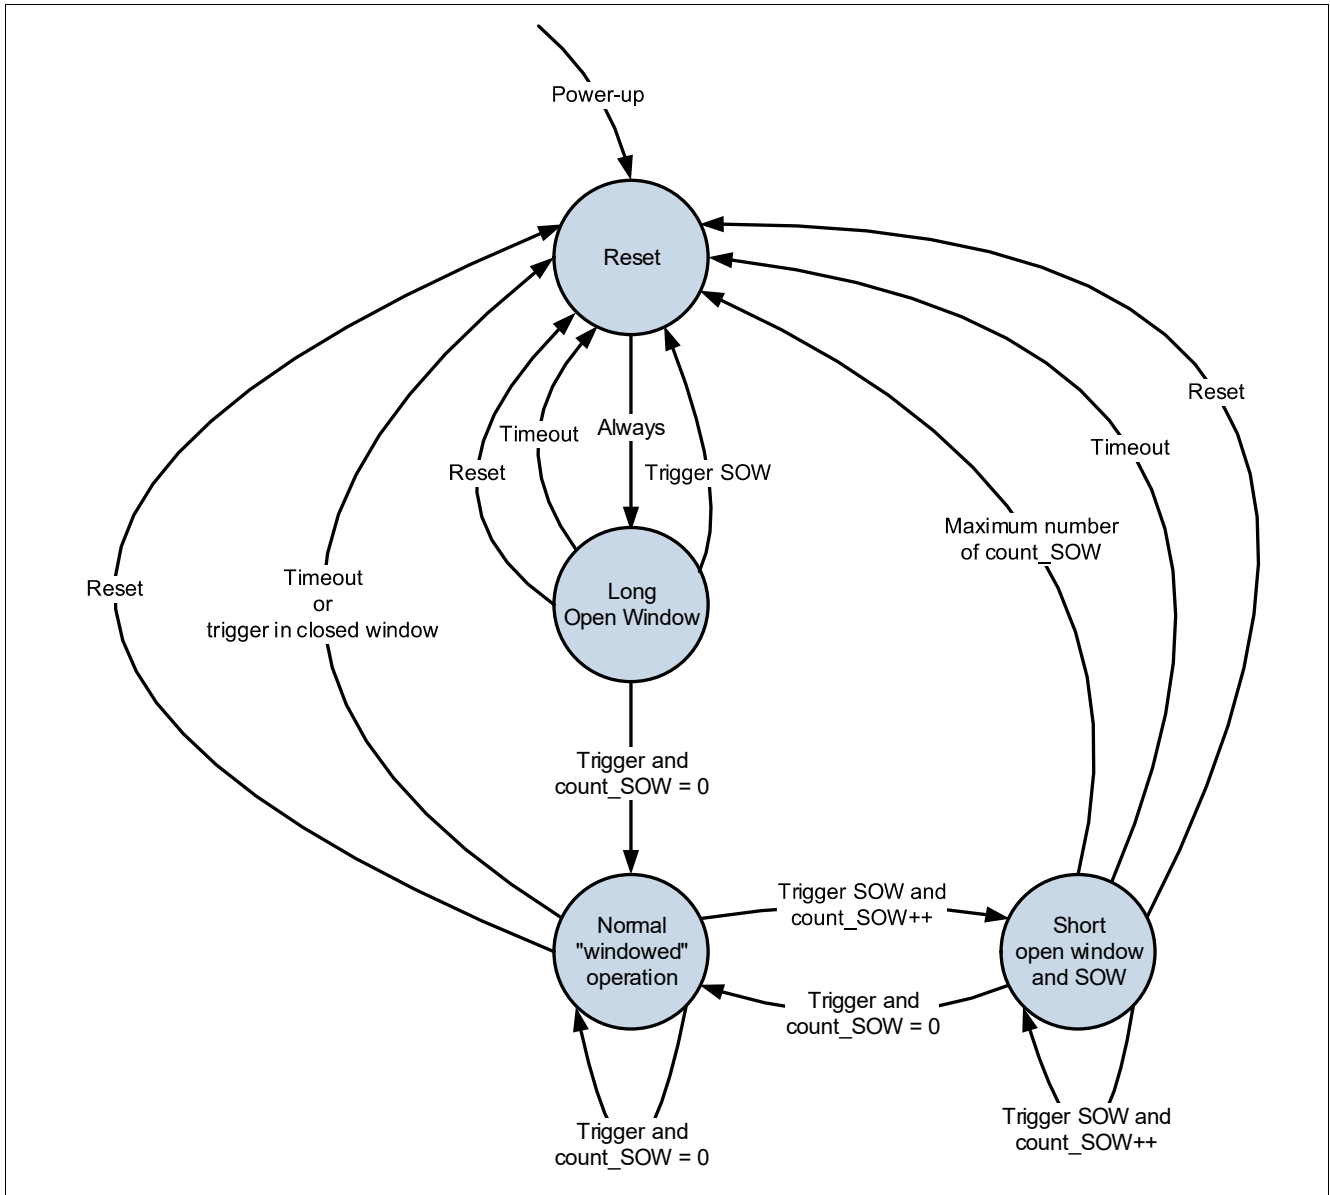 Power-up
Reset
Reset
Timeout
Always
Timeout
Reset
Trigger SOW
Maximum number
of count_SOW
Reset
Timeout
or
trigger in closed window
Long
Open Window
Trigger and
count_SOW = 0
Trigger SOW and
count_SOW++
Normal
"windowed"
operation
Short
open window
and SOW
Trigger and
count_SOW = 0
Trigger and
count_SOW = 0
Trigger SOW and
count_SOW++